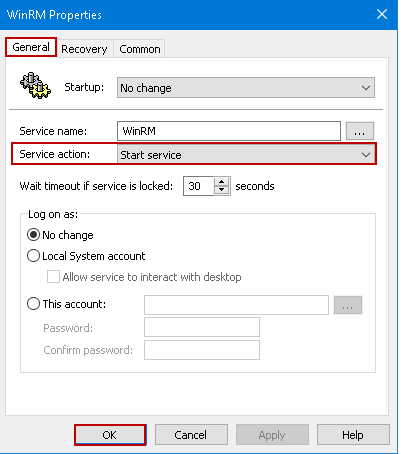 WinRM Properties
General Recovery Common
Startup: No change
Service name: WinRM ...
Service action: Start service
Wait timeout if service is locked: 30 seconds
Log on as:
No change
Local System account
Allow service to interact with desktop
This account: ...
Password:
Confirm password:
OK Cancel Apply Help